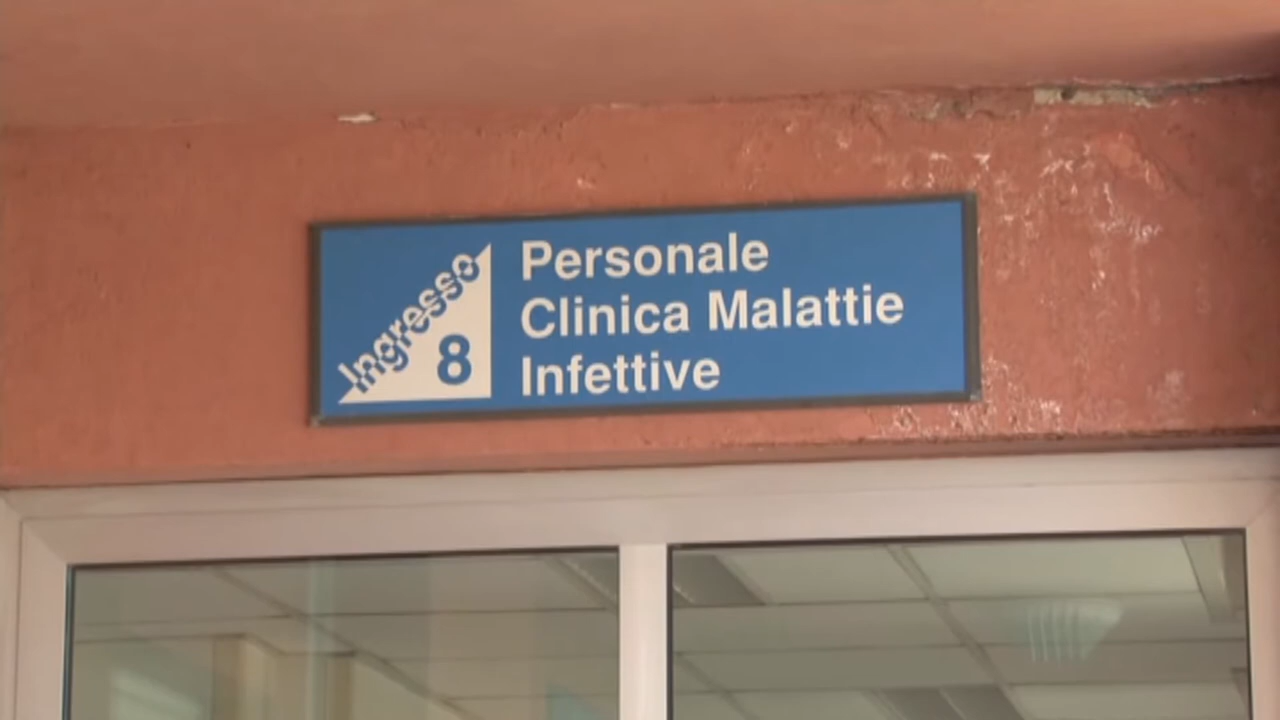 Ingresso
8
Personale
Clinica Malattie
Infettive